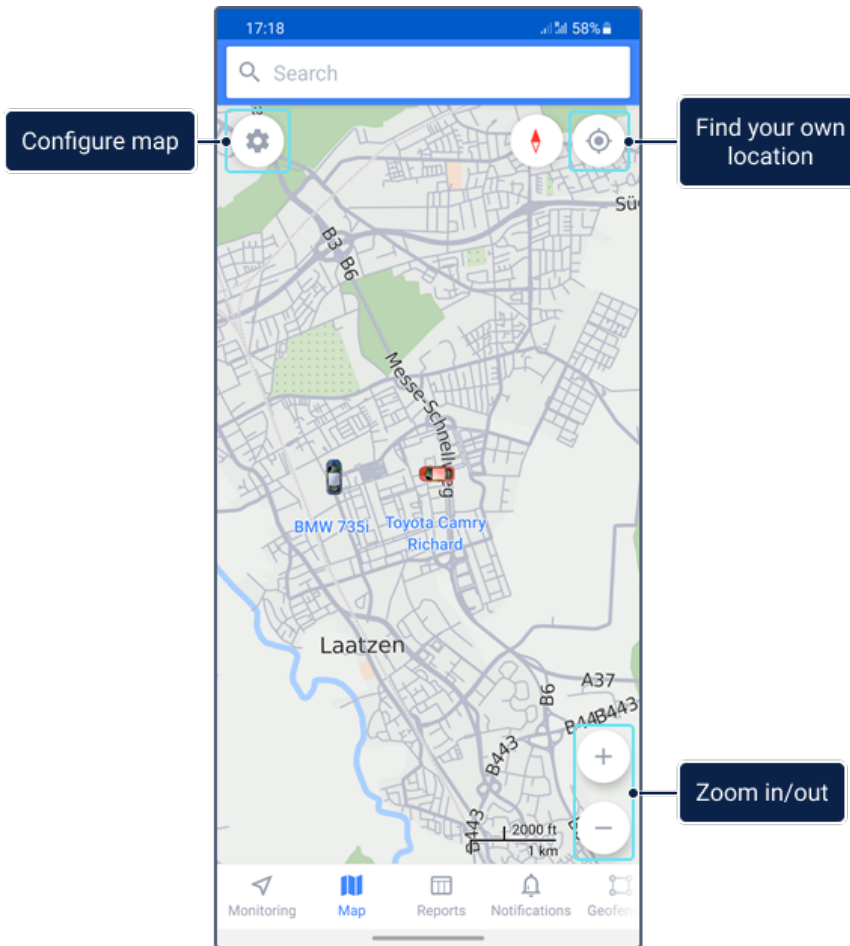 17:18
58%
Search
Configure map
Find your own
location
B3 B6
Messe-Schnellweg
BMW 735i
Toyota Camry
Richard
Laatzen
A37
B6
B443
B443
B443
2000 ft
1 km
Zoom in/out
Monitoring
Map
Reports
Notifications